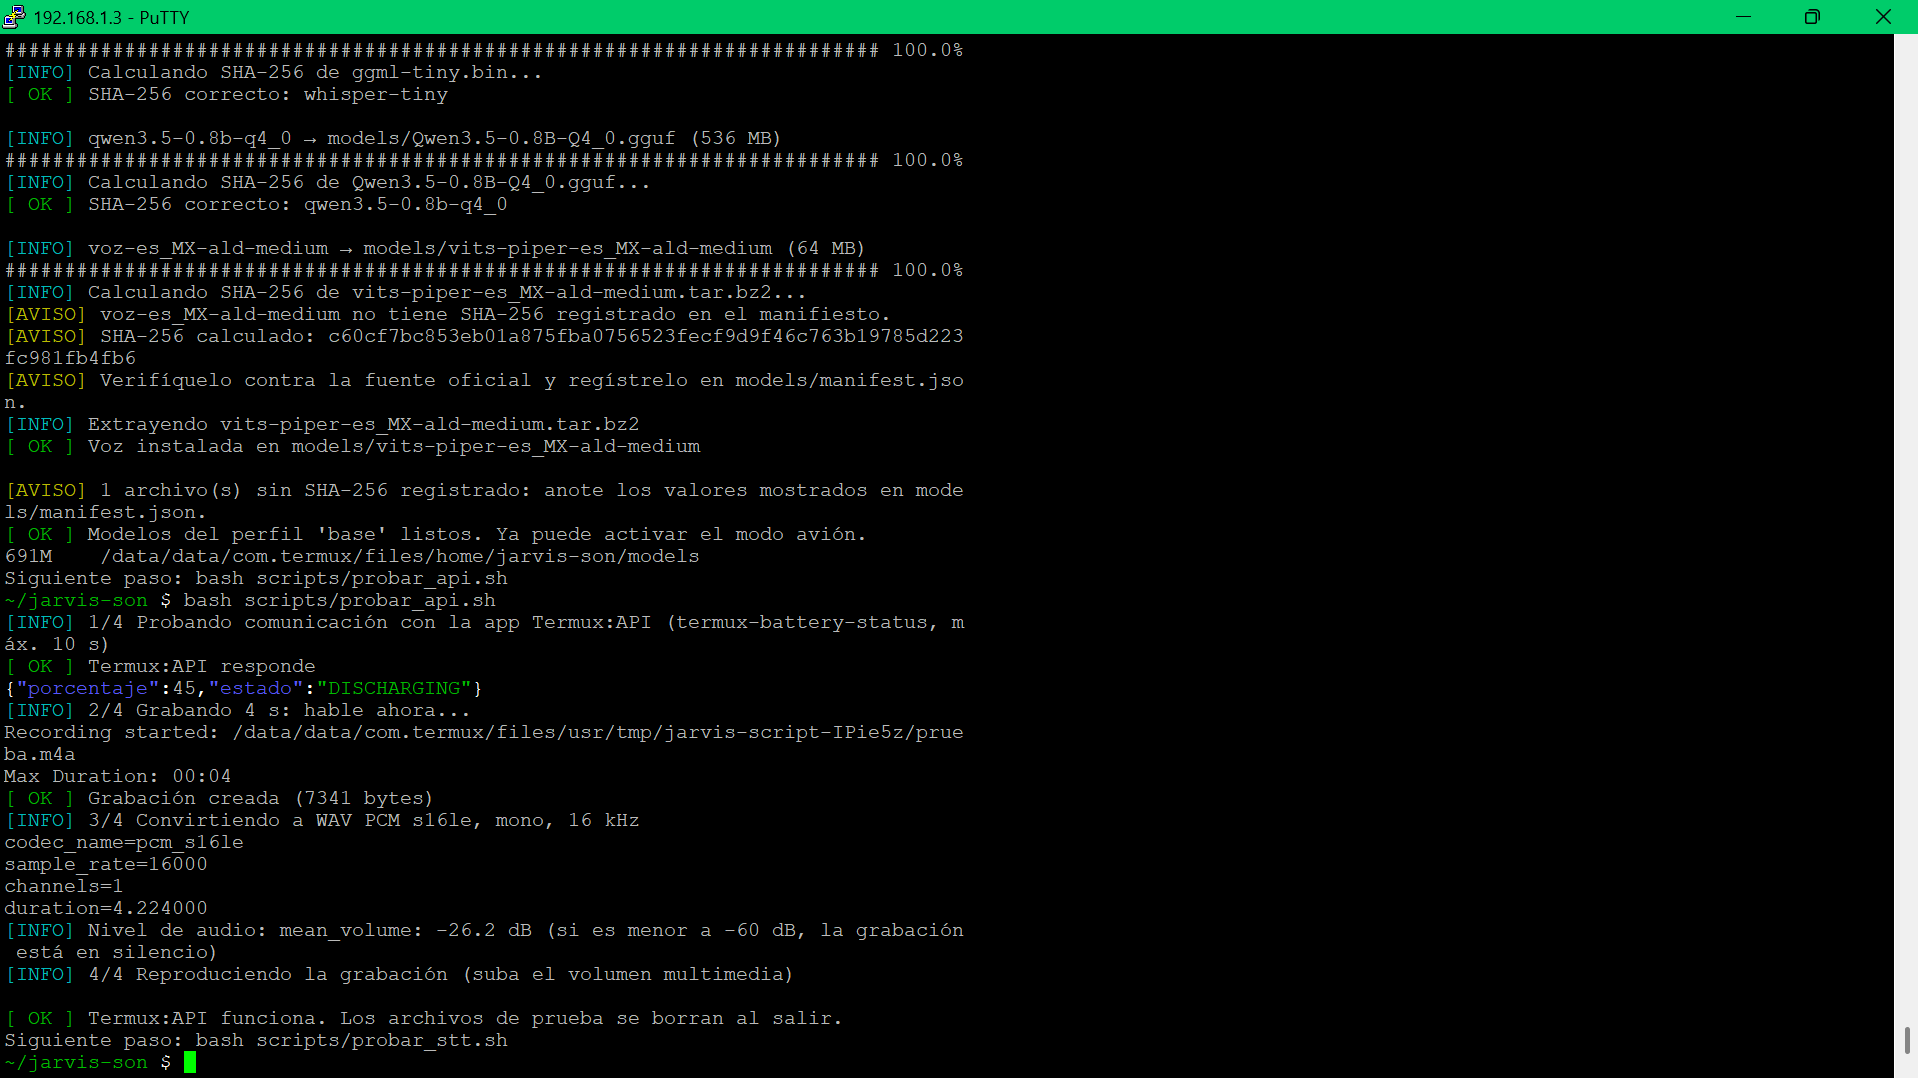 192.168.1.3 - PuTTY
######################################################################### 100.0%
[INFO] Calculando SHA-256 de ggml-tiny.bin...
[ OK ] SHA-256 correcto: whisper-tiny
[INFO] qwen3.5-0.8b-q4_0 → models/Qwen3.5-0.8B-Q4_0.gguf (536 MB)
######################################################################### 100.0%
[INFO] Calculando SHA-256 de Qwen3.5-0.8B-Q4_0.gguf...
[ OK ] SHA-256 correcto: qwen3.5-0.8b-q4_0
[INFO] voz-es_MX-ald-medium → models/vits-piper-es_MX-ald-medium (64 MB)
######################################################################### 100.0%
[INFO] Calculando SHA-256 de vits-piper-es_MX-ald-medium.tar.bz2...
[AVISO] voz-es_MX-ald-medium no tiene SHA-256 registrado en el manifiesto.
[AVISO] SHA-256 calculado: c60cf7bc853eb01a875fba0756523fecf9d9f46c763b19785d223
fc981fb4fb6
[AVISO] Verifíquelo contra la fuente oficial y regístrelo en models/manifest.jso
n.
[INFO] Extrayendo vits-piper-es_MX-ald-medium.tar.bz2
[ OK ] Voz instalada en models/vits-piper-es_MX-ald-medium
[AVISO] 1 archivo(s) sin SHA-256 registrado: anote los valores mostrados en mode
ls/manifest.json.
[ OK ] Modelos del perfil 'base' listos. Ya puede activar el modo avión.
691M    /data/data/com.termux/files/home/jarvis-son/models
Siguiente paso: bash scripts/probar_api.sh
~/jarvis-son $ bash scripts/probar_api.sh
[INFO] 1/4 Probando comunicación con la app Termux:API (termux-battery-status, m
áx. 10 s)
[ OK ] Termux:API responde
{"porcentaje":45,"estado":"DISCHARGING"}
[INFO] 2/4 Grabando 4 s: hable ahora...
Recording started: /data/data/com.termux/files/usr/tmp/jarvis-script-IPie5z/prue
ba.m4a
Max Duration: 00:04
[ OK ] Grabación creada (7341 bytes)
[INFO] 3/4 Convirtiendo a WAV PCM s16le, mono, 16 kHz
codec_name=pcm_s16le
sample_rate=16000
channels=1
duration=4.224000
[INFO] Nivel de audio: mean_volume: -26.2 dB (si es menor a -60 dB, la grabación
 está en silencio)
[INFO] 4/4 Reproduciendo la grabación (suba el volumen multimedia)
[ OK ] Termux:API funciona. Los archivos de prueba se borran al salir.
Siguiente paso: bash scripts/probar_stt.sh
~/jarvis-son $